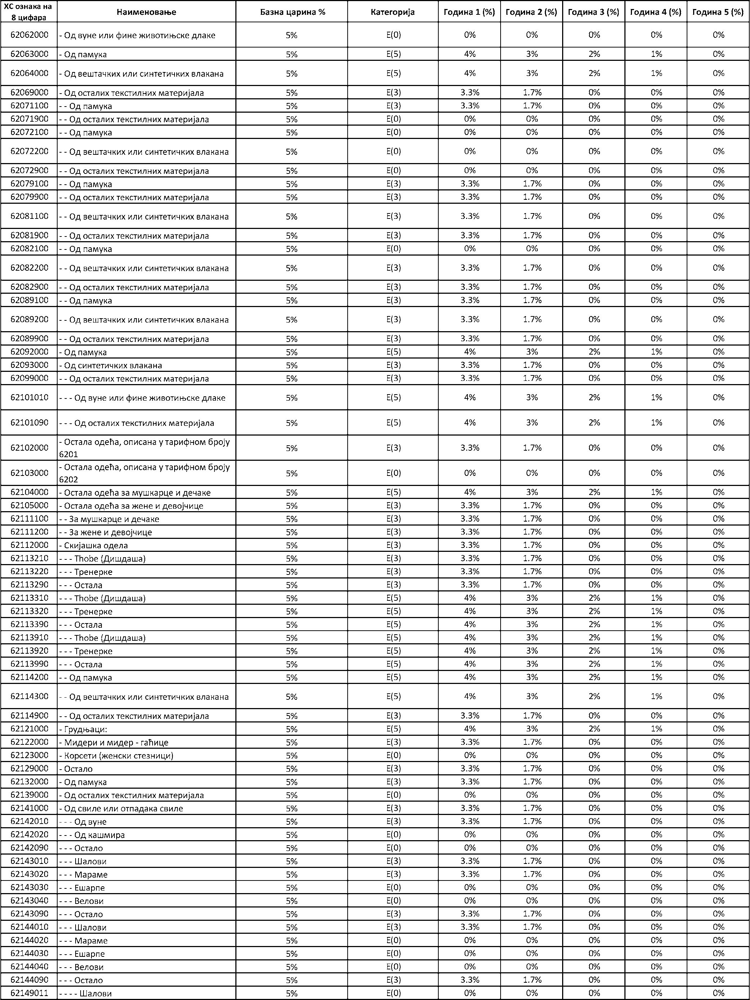 ХС ознака на 8 цифара Наименовање Базна царина % Категорија Година 1 (%) Година 2 (%) Година 3 (%) Година 4 (%) Година 5 (%)
62062000 - Од вуне или фине животињске длаке 5% E(0) 0% 0% 0% 0% 0%
62063000 - Од памука 5% E(5) 4% 3% 2% 1% 0%
62064000 - Од вештачких или синтетичких влакана 5% E(5) 4% 3% 2% 1% 0%
62069000 - Од осталих текстилних материјала 5% E(3) 3.3% 1.7% 0% 0% 0%
62071100 - - Од памука 5% E(3) 3.3% 1.7% 0% 0% 0%
62071900 - - Од осталих текстилних материјала 5% E(0) 0% 0% 0% 0% 0%
62072100 - - Од памука 5% E(0) 0% 0% 0% 0% 0%
62072200 - - Од вештачких или синтетичких влакана 5% E(0) 0% 0% 0% 0% 0%
62072900 - - Од осталих текстилних материјала 5% E(0) 0% 0% 0% 0% 0%
62079100 - - Од памука 5% E(3) 3.3% 1.7% 0% 0% 0%
62079900 - - Од осталих текстилних материјала 5% E(3) 3.3% 1.7% 0% 0% 0%
62081100 - - Од вештачких или синтетичких влакана 5% E(3) 3.3% 1.7% 0% 0% 0%
62081900 - - Од осталих текстилних материјала 5% E(3) 3.3% 1.7% 0% 0% 0%
62082100 - - Од памука 5% E(0) 0% 0% 0% 0% 0%
62082200 - - Од вештачких или синтетичких влакана 5% E(3) 3.3% 1.7% 0% 0% 0%
62082900 - - Од осталих текстилних материјала 5% E(3) 3.3% 1.7% 0% 0% 0%
62089100 - - Од памука 5% E(3) 3.3% 1.7% 0% 0% 0%
62089200 - - Од вештачких или синтетичких влакана 5% E(3) 3.3% 1.7% 0% 0% 0%
62089900 - - Од осталих текстилних материјала 5% E(3) 3.3% 1.7% 0% 0% 0%
62092000 - Од памука 5% E(5) 4% 3% 2% 1% 0%
62093000 - Од синтетичких влакана 5% E(3) 3.3% 1.7% 0% 0% 0%
62099000 - - Од осталих текстилних материјала 5% E(3) 3.3% 1.7% 0% 0% 0%
62101010 - - - Од вуне или фине животињске длаке 5% E(5) 4% 3% 2% 1% 0%
62101090 - - - Од осталих текстилних материјала 5% E(5) 4% 3% 2% 1% 0%
62102000 - Остала одећа, описана у тарифном броју 6201 5% E(3) 3.3% 1.7% 0% 0% 0%
62103000 - Остала одећа, описана у тарифном броју 6202 5% E(0) 0% 0% 0% 0% 0%
62104000 - Остала одећа за мушкарце и дечаке 5% E(5) 4% 3% 2% 1% 0%
62105000 - Остала одећа за жене и девојчице 5% E(3) 3.3% 1.7% 0% 0% 0%
62111100 - - За мушкарце и дечаке 5% E(3) 3.3% 1.7% 0% 0% 0%
62111200 - - За жене и девојчице 5% E(3) 3.3% 1.7% 0% 0% 0%
62112000 - Скијашка одела 5% E(3) 3.3% 1.7% 0% 0% 0%
62113210 - - - Thobe (Дишдаша) 5% E(3) 3.3% 1.7% 0% 0% 0%
62113220 - - - Тренерке 5% E(3) 3.3% 1.7% 0% 0% 0%
62113290 - - - Остала 5% E(3) 3.3% 1.7% 0% 0% 0%
62113310 - - - Thobe (Дишдаша) 5% E(5) 4% 3% 2% 1% 0%
62113320 - - - Тренерке 5% E(5) 4% 3% 2% 1% 0%
62113390 - - - Остала 5% E(5) 4% 3% 2% 1% 0%
62113910 - - - Thobe (Дишдаша) 5% E(5) 4% 3% 2% 1% 0%
62113920 - - - Тренерке 5% E(5) 4% 3% 2% 1% 0%
62113990 - - - Остала 5% E(5) 4% 3% 2% 1% 0%
62114200 - - Од памука 5% E(5) 4% 3% 2% 1% 0%
62114300 - - Од вештачких или синтетичких влакана 5% E(5) 4% 3% 2% 1% 0%
62114900 - - Од осталих текстилних материјала 5% E(3) 3.3% 1.7% 0% 0% 0%
62121000 - Грудњаци: 5% E(5) 4% 3% 2% 1% 0%
62122000 - Мидери и мидер - гаћице 5% E(3) 3.3% 1.7% 0% 0% 0%
62123000 - Корсети (женски стезници) 5% E(0) 0% 0% 0% 0% 0%
62129000 - Остало 5% E(3) 3.3% 1.7% 0% 0% 0%
62132000 - Од памука 5% E(3) 3.3% 1.7% 0% 0% 0%
62139000 - Од осталих текстилних материјала 5% E(0) 0% 0% 0% 0% 0%
62141000 - Од свиле или отпадака свиле 5% E(3) 3.3% 1.7% 0% 0% 0%
62142010 - - - Од вуне 5% E(3) 3.3% 1.7% 0% 0% 0%
62142020 - - - Од кашмира 5% E(0) 0% 0% 0% 0% 0%
62142090 - - - Остало 5% E(0) 0% 0% 0% 0% 0%
62143010 - - - Шалови 5% E(3) 3.3% 1.7% 0% 0% 0%
62143020 - - - Мараме 5% E(3) 3.3% 1.7% 0% 0% 0%
62143030 - - - Ешарпе 5% E(0) 0% 0% 0% 0% 0%
62143040 - - - Велови 5% E(0) 0% 0% 0% 0% 0%
62143090 - - - Остало 5% E(3) 3.3% 1.7% 0% 0% 0%
62144010 - - - Шалови 5% E(3) 3.3% 1.7% 0% 0% 0%
62144020 - - - Мараме 5% E(0) 0% 0% 0% 0% 0%
62144030 - - - Ешарпе 5% E(0) 0% 0% 0% 0% 0%
62144040 - - - Велови 5% E(0) 0% 0% 0% 0% 0%
62144090 - - - Остало 5% E(3) 3.3% 1.7% 0% 0% 0%
62149011 - - - - Шалови 5% E(0) 0% 0% 0% 0% 0%